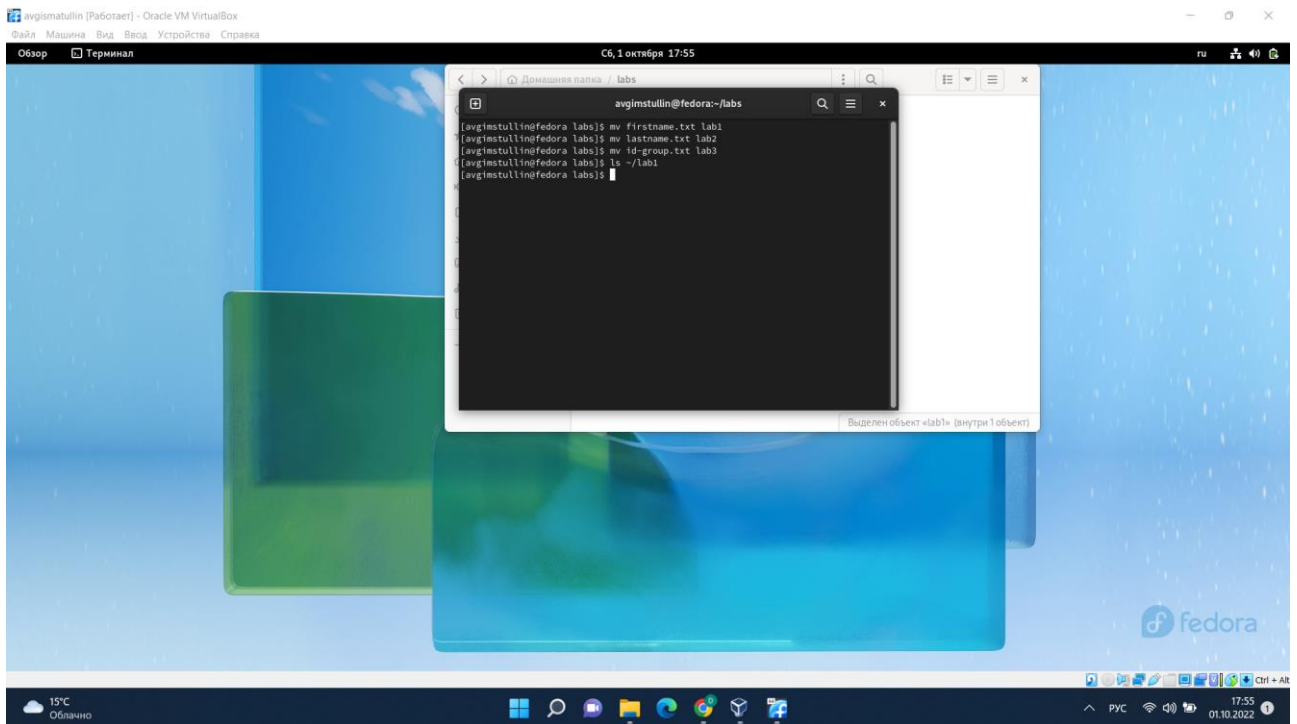 avgismatullin [Работает] - Oracle VM VirtualBox
Файл Машина Вид Ввод Устройства Справка
Обзор Терминал Сб, 1 октября 17:55 ru
Домашняя папка / labs
avgimstullin@fedora:~/labs
[avgimstullin@fedora labs]$ mv firstname.txt lab1
[avgimstullin@fedora labs]$ mv lastname.txt lab2
[avgimstullin@fedora labs]$ mv id-group.txt lab3
[avgimstullin@fedora labs]$ ls ~/lab1
[avgimstullin@fedora labs]$
Выделен объект «lab1» (внутри 1 объект)
fedora
Ctrl + Alt
15°C
Облачно
РУС
17:55
01.10.2022
1